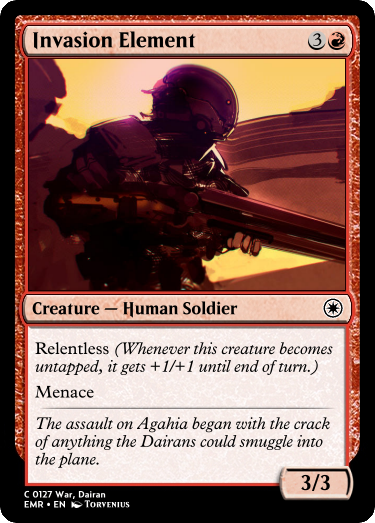 Invasion Element 3
Creature — Human Soldier
Relentless (Whenever this creature becomes
untapped, it gets +1/+1 until end of turn.)
Menace
The assault on Agahia began with the crack
of anything the Dairans could smuggle into
the plane.
3/3
C 0127 War, Dairan
EMR • EN Torvenius